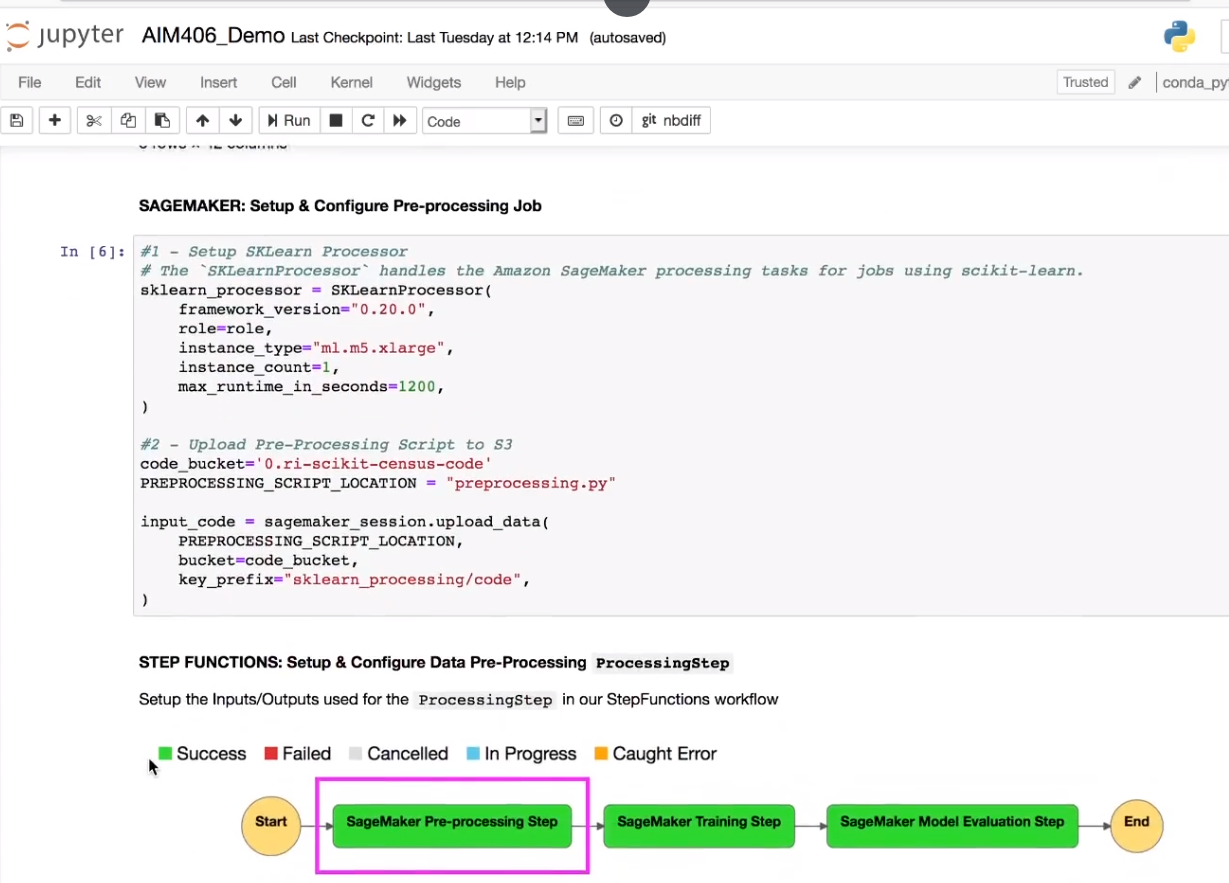 jupyter AIM406_Demo Last Checkpoint: Last Tuesday at 12:14 PM (autosaved)
File Edit View Insert Cell Kernel Widgets Help Trusted conda_py
Run Code git nbdiff
SAGEMAKER: Setup & Configure Pre-processing Job
In [6]: #1 - Setup SKLearn Processor
# The `SKLearnProcessor` handles the Amazon SageMaker processing tasks for jobs using scikit-learn.
sklearn_processor = SKLearnProcessor(
    framework_version="0.20.0",
    role=role,
    instance_type="ml.m5.xlarge",
    instance_count=1,
    max_runtime_in_seconds=1200,
)
#2 - Upload Pre-Processing Script to S3
code_bucket='0.ri-scikit-census-code'
PREPROCESSING_SCRIPT_LOCATION = "preprocessing.py"
input_code = sagemaker_session.upload_data(
    PREPROCESSING_SCRIPT_LOCATION,
    bucket=code_bucket,
    key_prefix="sklearn_processing/code",
)
STEP FUNCTIONS: Setup & Configure Data Pre-Processing ProcessingStep
Setup the Inputs/Outputs used for the ProcessingStep in our StepFunctions workflow
Success Failed Cancelled In Progress Caught Error
Start SageMaker Pre-processing Step SageMaker Training Step SageMaker Model Evaluation Step End